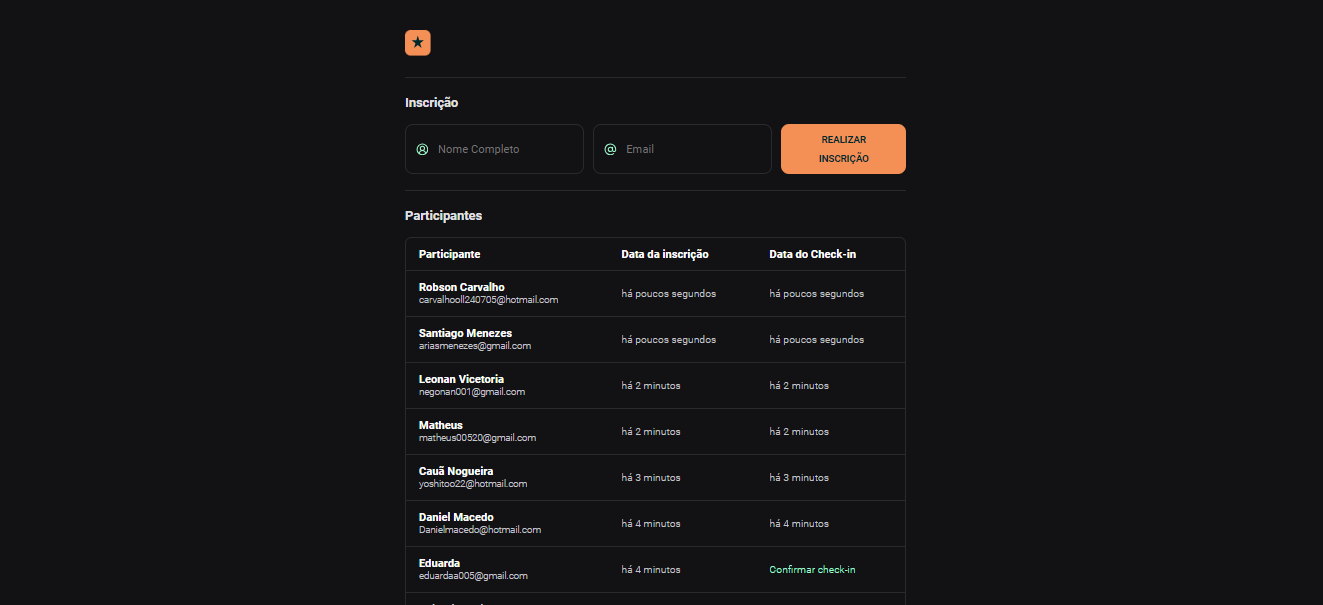 Inscrição
Nome Completo
Email
REALIZAR
INSCRIÇÃO
Participantes
Participante Data da inscrição Data do Check-in
Robson Carvalho
carvalhooll240705@hotmail.com há poucos segundos há poucos segundos
Santiago Menezes
ariasmenezes@gmail.com há poucos segundos há poucos segundos
Leonan Vicetoria
negonan001@gmail.com há 2 minutos há 2 minutos
Matheus
matheus00520@gmail.com há 2 minutos há 2 minutos
Cauã Nogueira
yoshitoo22@hotmail.com há 3 minutos há 3 minutos
Daniel Macedo
Danielmacedo@hotmail.com há 4 minutos há 4 minutos
Eduarda
eduardaa005@gmail.com há 4 minutos Confirmar check-in